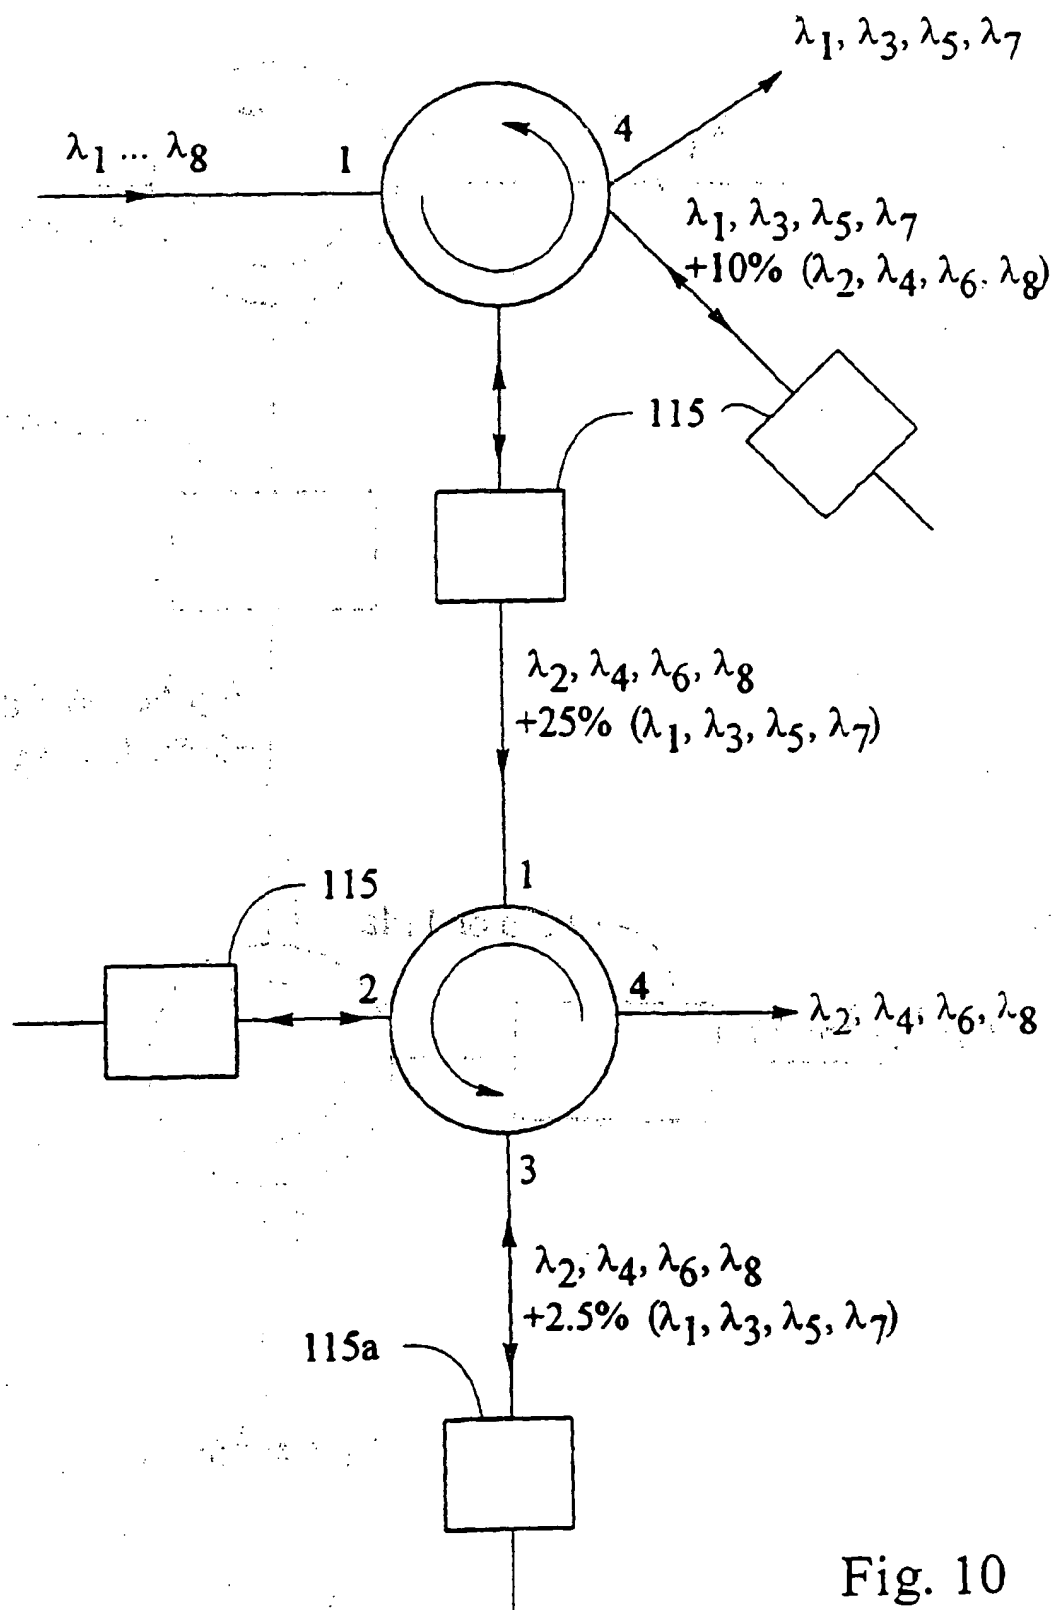 λ1, λ3, λ5, λ7
λ1 ... λ8
1
4
λ1, λ3, λ5, λ7
+10% (λ2, λ4, λ6, λ8)
115
λ2, λ4, λ6, λ8
+25% (λ1, λ3, λ5, λ7)
1
115
2
4
λ2, λ4, λ6, λ8
3
λ2, λ4, λ6, λ8
+2.5% (λ1, λ3, λ5, λ7)
115a
Fig. 10